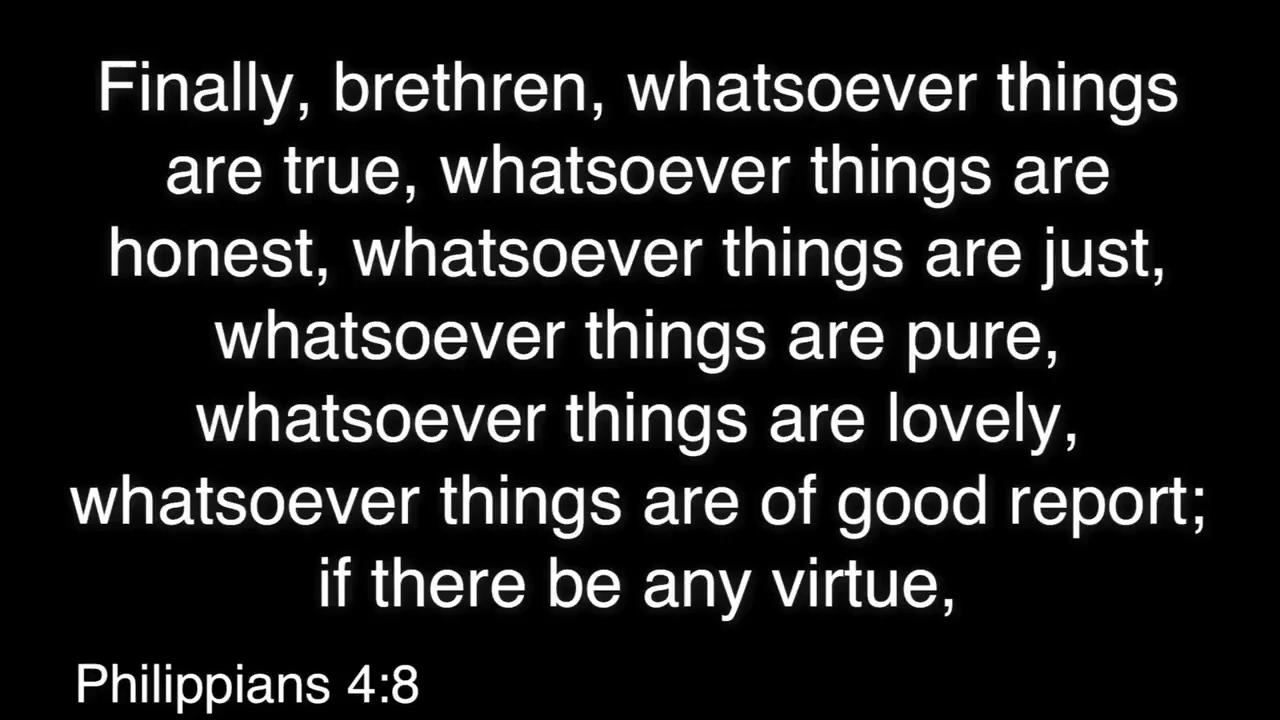 Finally, brethren, whatsoever things
are true, whatsoever things are
honest, whatsoever things are just,
whatsoever things are pure,
whatsoever things are lovely,
whatsoever things are of good report;
if there be any virtue,
Philippians 4:8